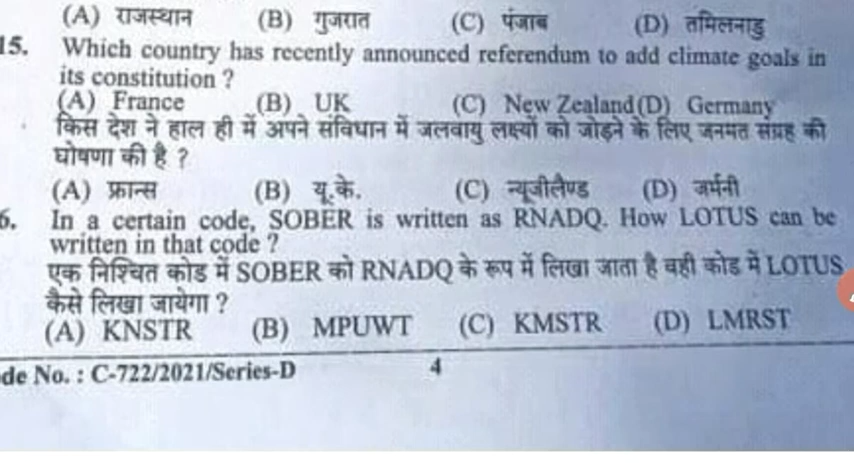 (A) राजस्थान (B) गुजरात (C) पंजाब (D) तमिलनाडु
15. Which country has recently announced referendum to add climate goals in
its constitution ?
(A) France (B) UK (C) New Zealand (D) Germany
किस देश ने हाल ही में अपने संविधान में जलवायु लक्ष्यों को जोड़ने के लिए जनमत संग्रह की
घोषणा की है ?
(A) फ्रान्स (B) यू.के. (C) न्यूजीलैण्ड (D) जर्मनी
6. In a certain code, SOBER is written as RNADQ. How LOTUS can be
written in that code ?
एक निश्चित कोड में SOBER को RNADQ के रूप में लिखा जाता है वही कोड में LOTUS
कैसे लिखा जायेगा ?
(A) KNSTR (B) MPUWT (C) KMSTR (D) LMRST
de No. : C-722/2021/Series-D 4